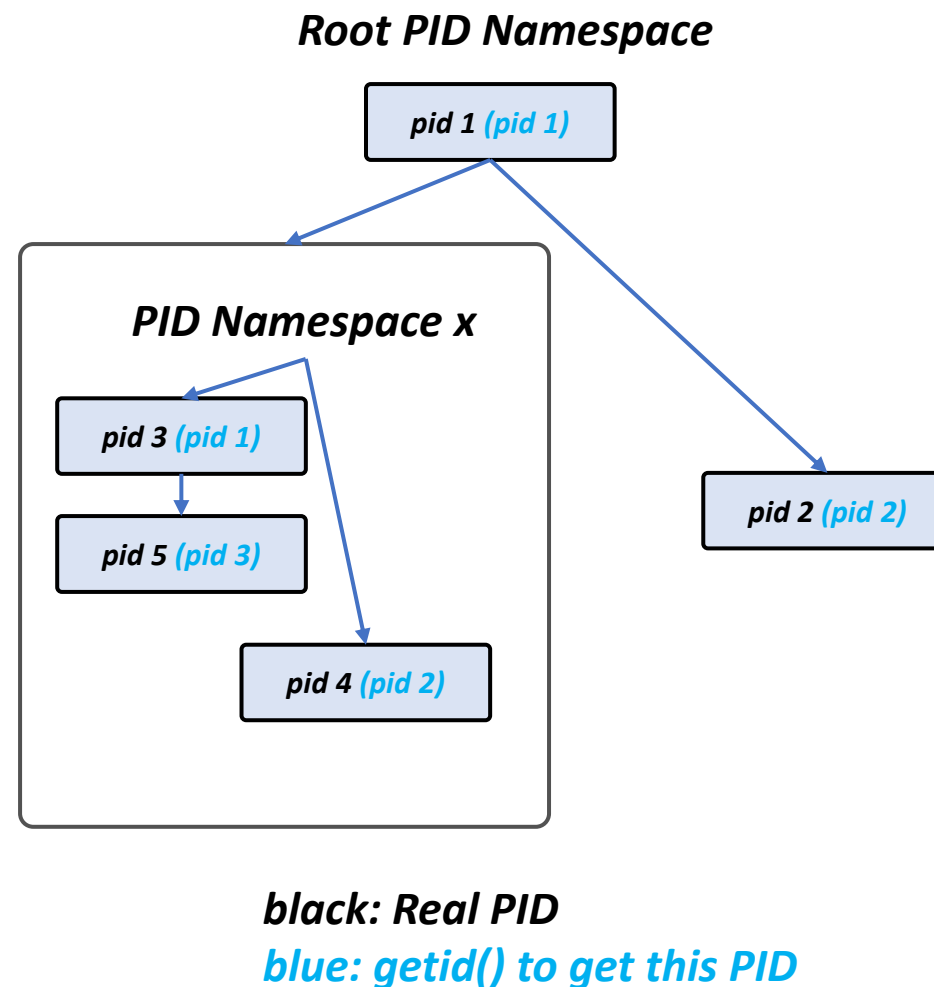 Root PID Namespace
pid 1 (pid 1)
PID Namespace x
pid 3 (pid 1)
pid 5 (pid 3)
pid 4 (pid 2)
pid 2 (pid 2)
black: Real PID
blue: getid() to get this PID